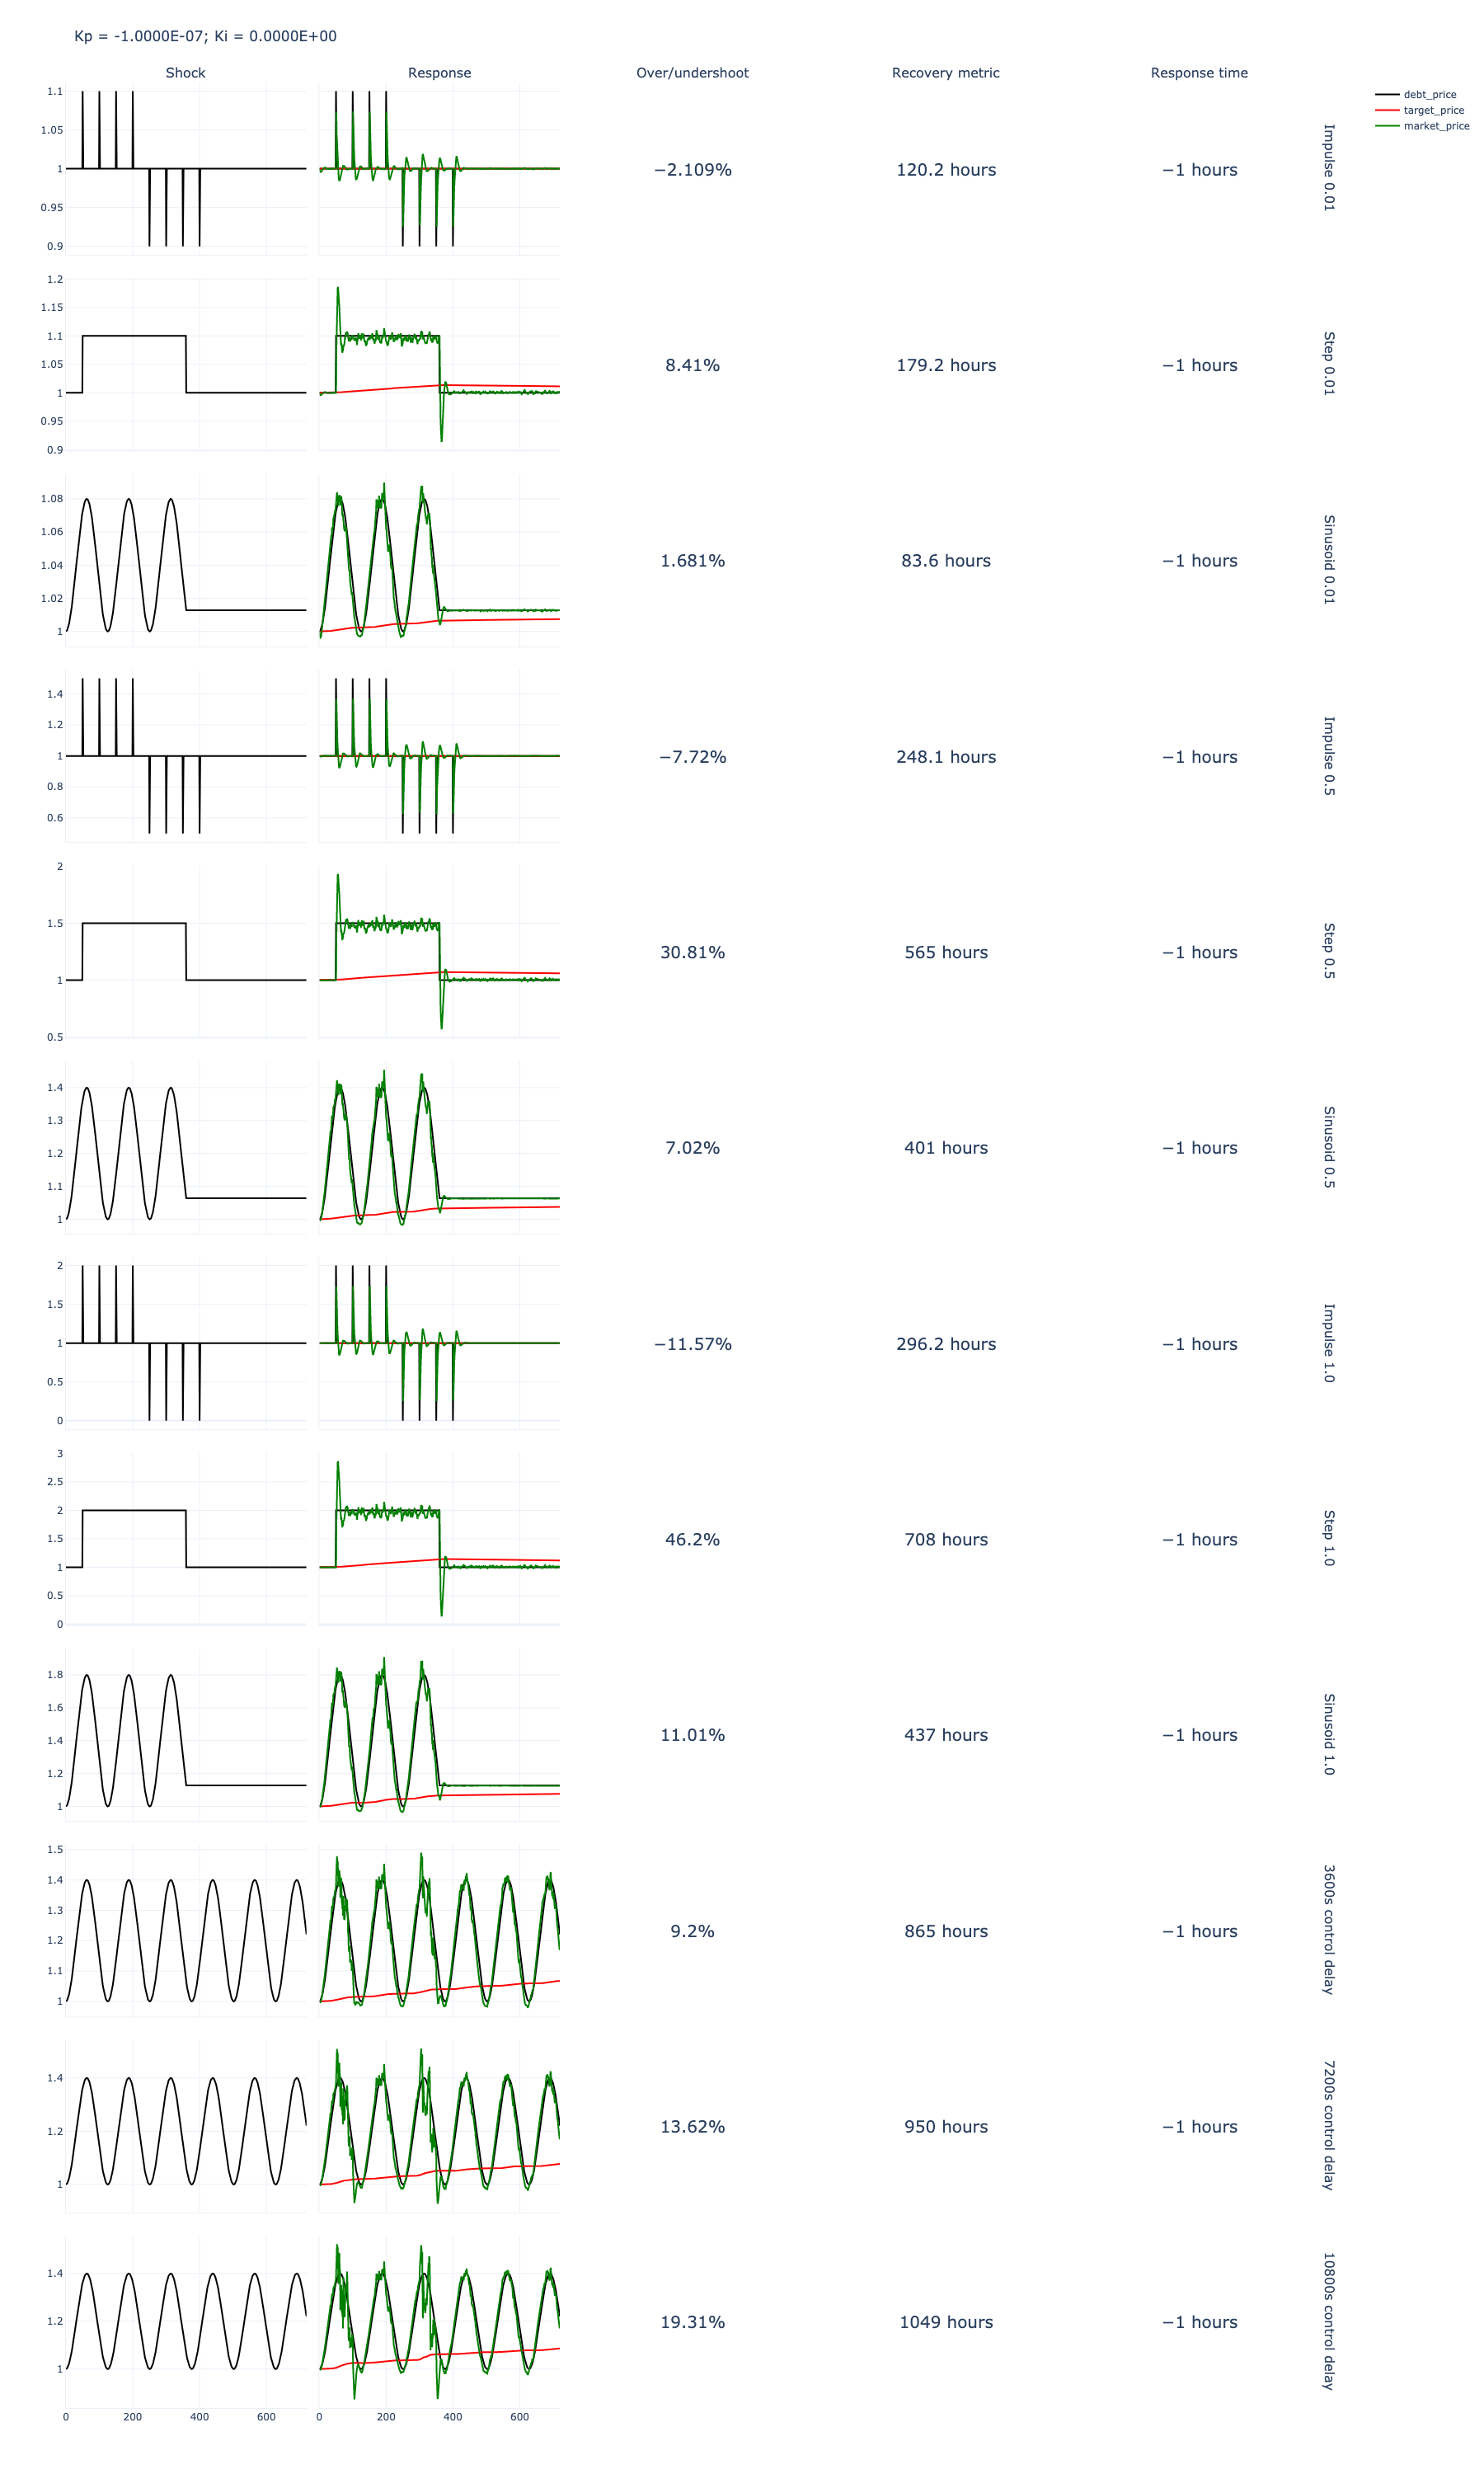 Kp = -1.0000E-07; Ki = 0.0000E+00
Shock Response Over/undershoot Recovery metric Response time
debt_price
target_price
market_price
1.1
1.05
1
0.95
0.9
−2.109% 120.2 hours −1 hours
Impulse 0.01
1.2
1.15
1.1
1.05
1
0.95
0.9
8.41% 179.2 hours −1 hours
Step 0.01
1.08
1.06
1.04
1.02
1
1.681% 83.6 hours −1 hours
Sinusoid 0.01
1.4
1.2
1
0.8
0.6
−7.72% 248.1 hours −1 hours
Impulse 0.5
2
1.5
1
0.5
30.81% 565 hours −1 hours
Step 0.5
1.4
1.3
1.2
1.1
1
7.02% 401 hours −1 hours
Sinusoid 0.5
2
1.5
1
0.5
0
−11.57% 296.2 hours −1 hours
Impulse 1.0
3
2.5
2
1.5
1
0.5
0
46.2% 708 hours −1 hours
Step 1.0
1.8
1.6
1.4
1.2
1
11.01% 437 hours −1 hours
Sinusoid 1.0
1.5
1.4
1.3
1.2
1.1
1
9.2% 865 hours −1 hours
3600s control delay
1.4
1.2
1
13.62% 950 hours −1 hours
7200s control delay
1.4
1.2
1
19.31% 1049 hours −1 hours
10800s control delay
0 200 400 600 0 200 400 600